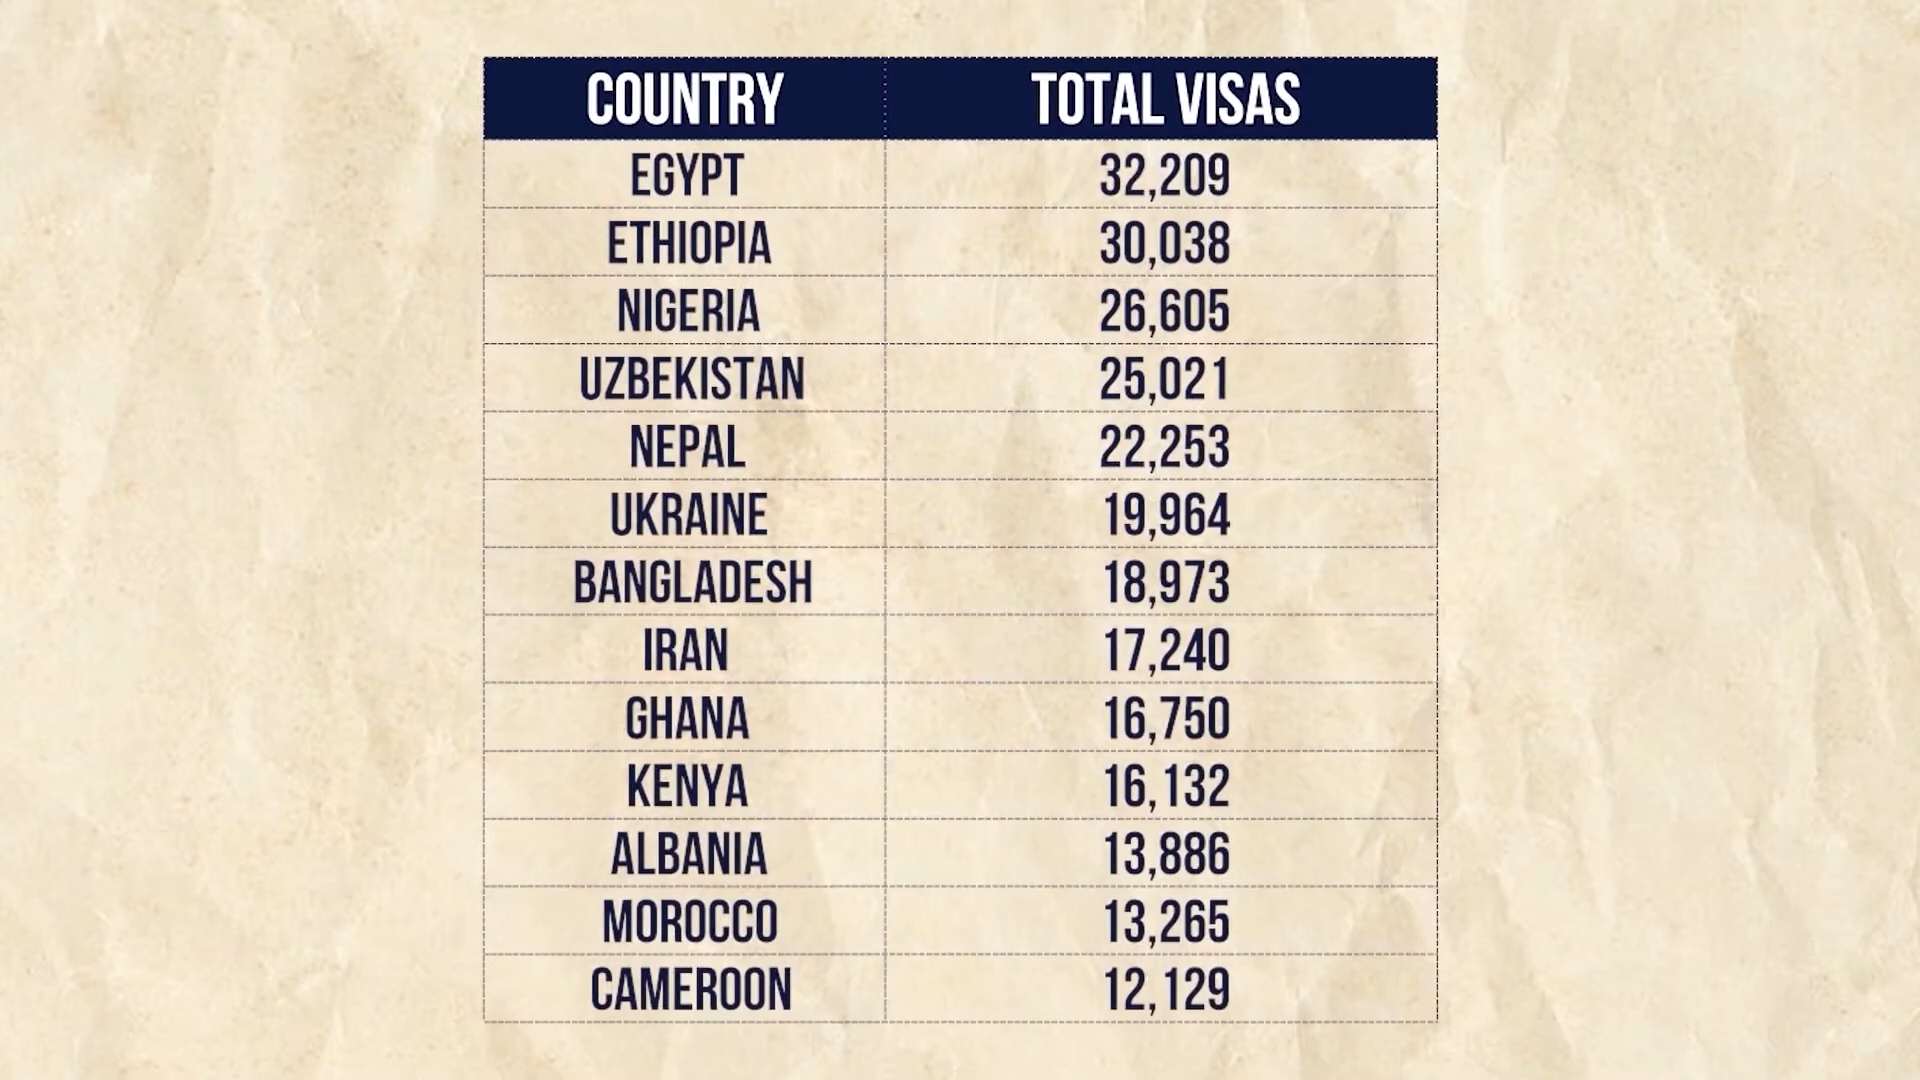 COUNTRY TOTAL VISAS
EGYPT 32,209
ETHIOPIA 30,038
NIGERIA 26,605
UZBEKISTAN 25,021
NEPAL 22,253
UKRAINE 19,964
BANGLADESH 18,973
IRAN 17,240
GHANA 16,750
KENYA 16,132
ALBANIA 13,886
MOROCCO 13,265
CAMEROON 12,129